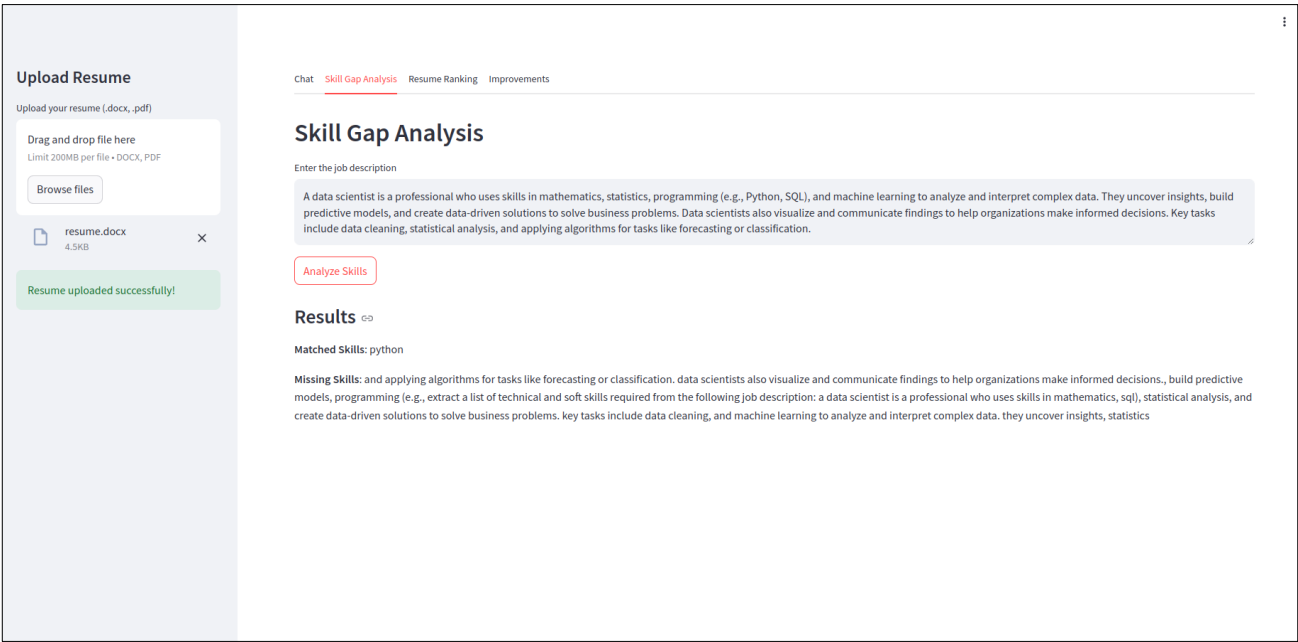 Upload Resume
Upload your resume (.docx, .pdf)
Drag and drop file here
Limit 200MB per file • DOCX, PDF
Browse files
resume.docx
4.5KB
Resume uploaded successfully!
Chat Skill Gap Analysis Resume Ranking Improvements
Skill Gap Analysis
Enter the job description
A data scientist is a professional who uses skills in mathematics, statistics, programming (e.g., Python, SQL), and machine learning to analyze and interpret complex data. They uncover insights, build
predictive models, and create data-driven solutions to solve business problems. Data scientists also visualize and communicate findings to help organizations make informed decisions. Key tasks
include data cleaning, statistical analysis, and applying algorithms for tasks like forecasting or classification.
Analyze Skills
Results
Matched Skills: python
Missing Skills: and applying algorithms for tasks like forecasting or classification. data scientists also visualize and communicate findings to help organizations make informed decisions., build predictive
models, programming (e.g., extract a list of technical and soft skills required from the following job description: a data scientist is a professional who uses skills in mathematics, sql), statistical analysis, and
create data-driven solutions to solve business problems. key tasks include data cleaning, and machine learning to analyze and interpret complex data. they uncover insights, statistics